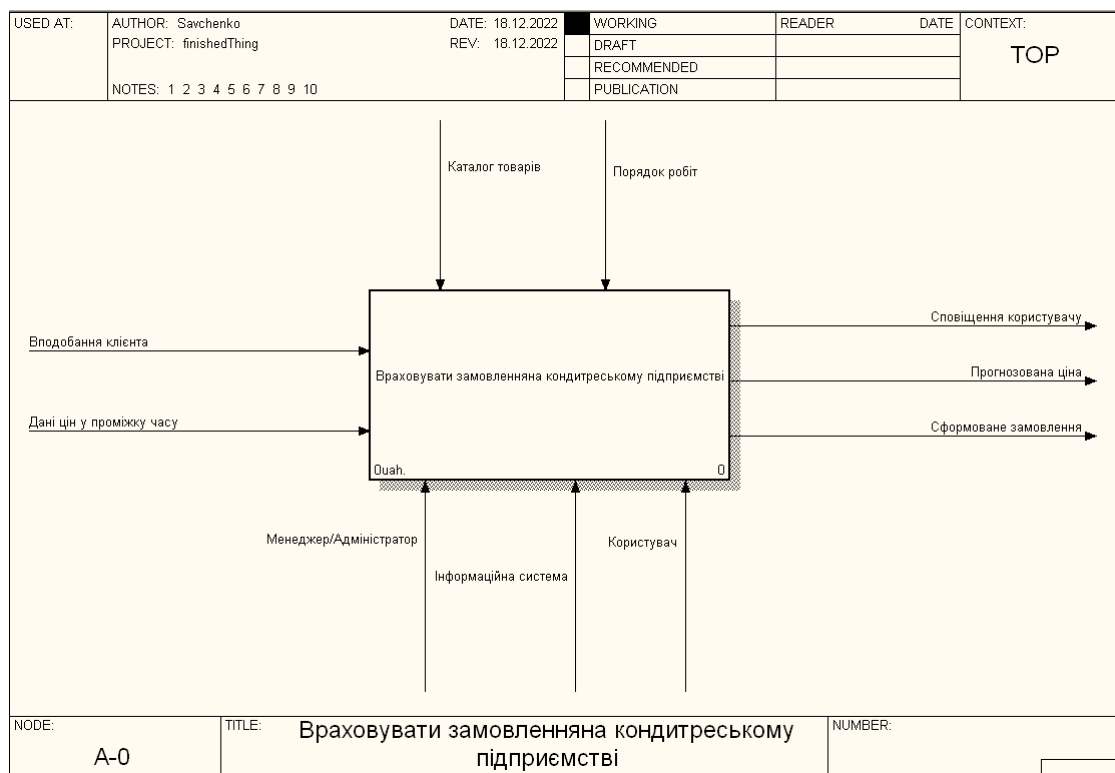 USED AT:
AUTHOR: Savchenko
DATE: 18.12.2022
WORKING
READER
DATE
CONTEXT:
PROJECT: finishedThing
REV: 18.12.2022
DRAFT
TOP
RECOMMENDED
NOTES: 1 2 3 4 5 6 7 8 9 10
PUBLICATION
Каталог товарів
Порядок робіт
Сповіщення користувачу
Вподобання клієнта
Прогнозована ціна
Враховувати замовленняна кондитреському підприємстві
Дані цін у проміжку часу
Сформоване замовлення
0uah.
0
Менеджер/Адміністратор
Користувач
Інформаційна система
NODE:
TITLE:
Враховувати замовленняна кондитреському
NUMBER:
A-0
підприємстві